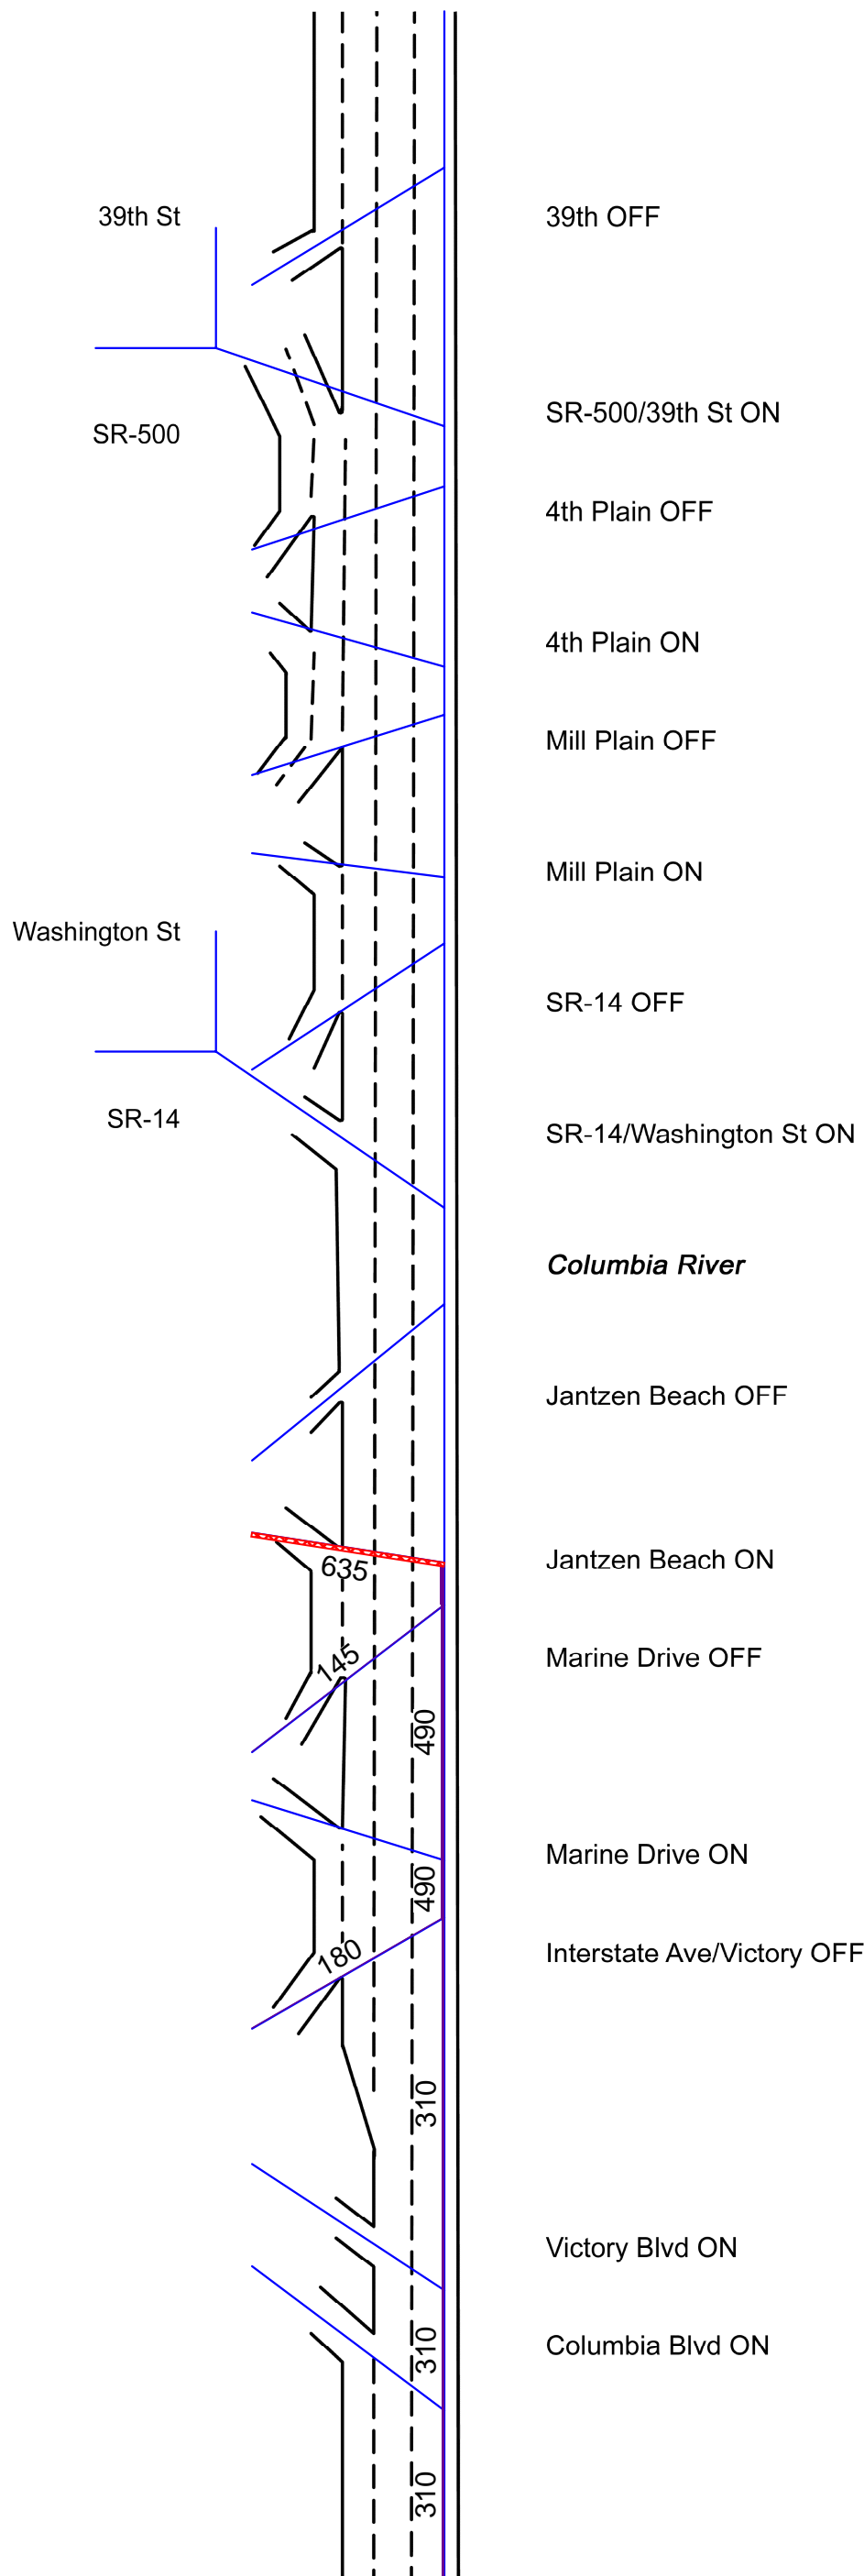 39th St
39th OFF
SR-500/39th St ON
SR-500
4th Plain OFF
4th Plain ON
Mill Plain OFF
Mill Plain ON
Washington St
SR-14 OFF
SR-14
SR-14/Washington St ON
Columbia River
Jantzen Beach OFF
Jantzen Beach ON
635
Marine Drive OFF
145
490
Marine Drive ON
490
Interstate Ave/Victory OFF
180
310
Victory Blvd ON
Columbia Blvd ON
310
310